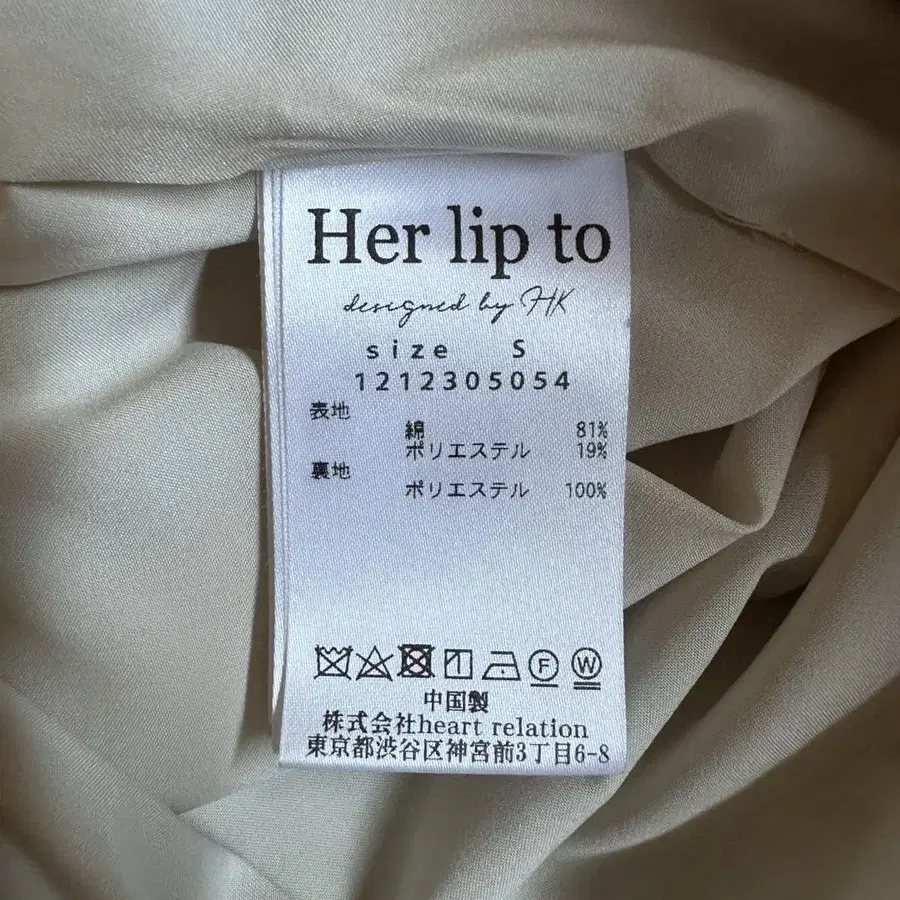 Her lip to
designed by HK
size S
1212305054
表地
綿 81%
ポリエステル 19%
裏地
ポリエステル 100%
F W
中国製
株式会社heart relation
東京都渋谷区神宮前3丁目6-8